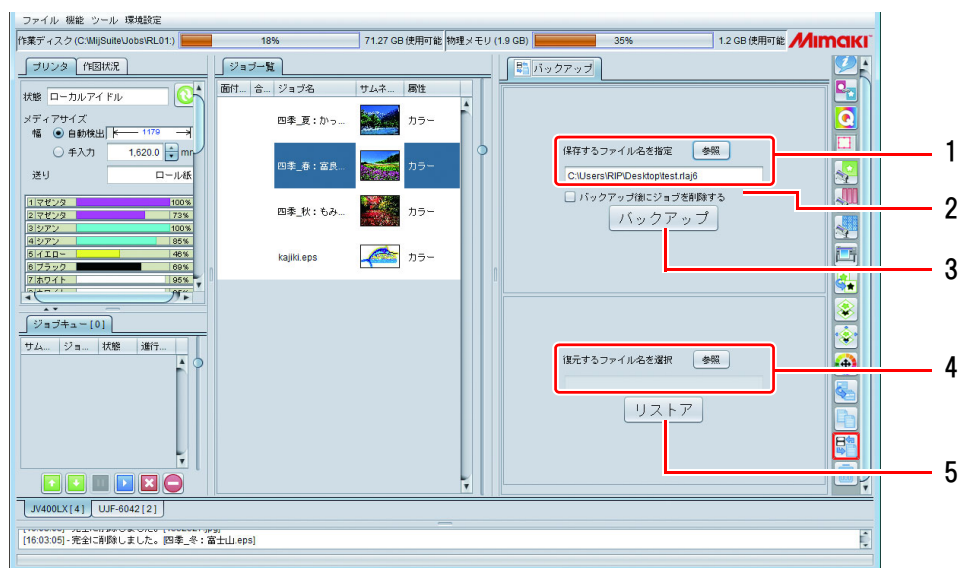 ファイル 機能 ツール 環境設定
作業ディスク(C:\MijSuite\Jobs\RL01:) 18% 71.27 GB 使用可能 物理メモリ(1.9 GB) 35% 1.2 GB 使用可能 Mimaki
プリンタ 作図状況
状態 ローカルアイドル
メディアサイズ
幅 自動検出 1179
手入力 1,620.0 mm
送り ロール紙
1 マゼンタ 100%
2 マゼンタ 73%
3 シアン 100%
4 シアン 85%
5 イエロー 46%
6 ブラック 69%
7 ホワイト 95%
ジョブキュー[0]
サム... ジョ... 状態 進行...
ジョブ一覧
面付... 合... ジョブ名 サムネ... 属性
四季_夏:かっ... カラー
四季_春:富良... カラー
四季_秋:もみ... カラー
kajiki.eps カラー
バックアップ
保存するファイル名を指定 参照
C:\Users\RIP\Desktop\test.rlaj6
バックアップ後にジョブを削除する
バックアップ
復元するファイル名を選択 参照
リストア
1
2
3
4
5
JV400LX[4] UJF-6042[2]
[16:03:05]-完全に削除しました。[四季_冬:富士山.eps]